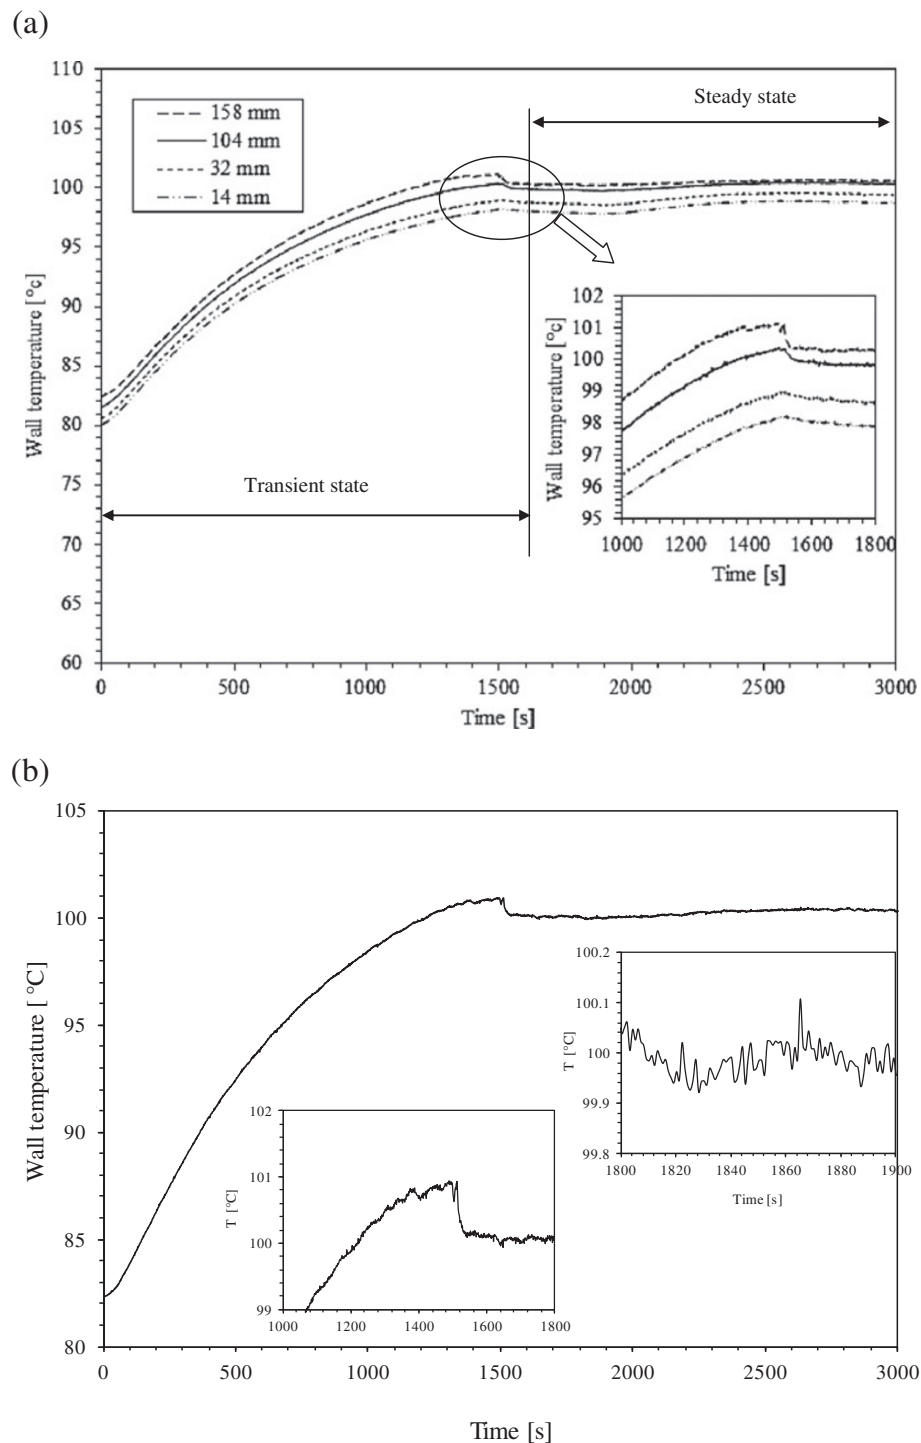 (a)
110
105
100
95
90
85
80
75
70
65
60
Wall temperature [°c]
158 mm
104 mm
32 mm
14 mm
Steady state
Transient state
102
101
100
99
98
97
96
95
Wall temperature [°c]
1000 1200 1400 1600 1800
Time [s]
0 500 1000 1500 2000 2500 3000
Time [s]
(b)
105
100
95
90
85
80
Wall temperature [ °C]
100.2
100.1
100
99.9
99.8
T [°C]
1800 1820 1840 1860 1880 1900
Time [s]
102
101
100
99
T [°C]
1000 1200 1400 1600 1800
0 500 1000 1500 2000 2500 3000
Time [s]